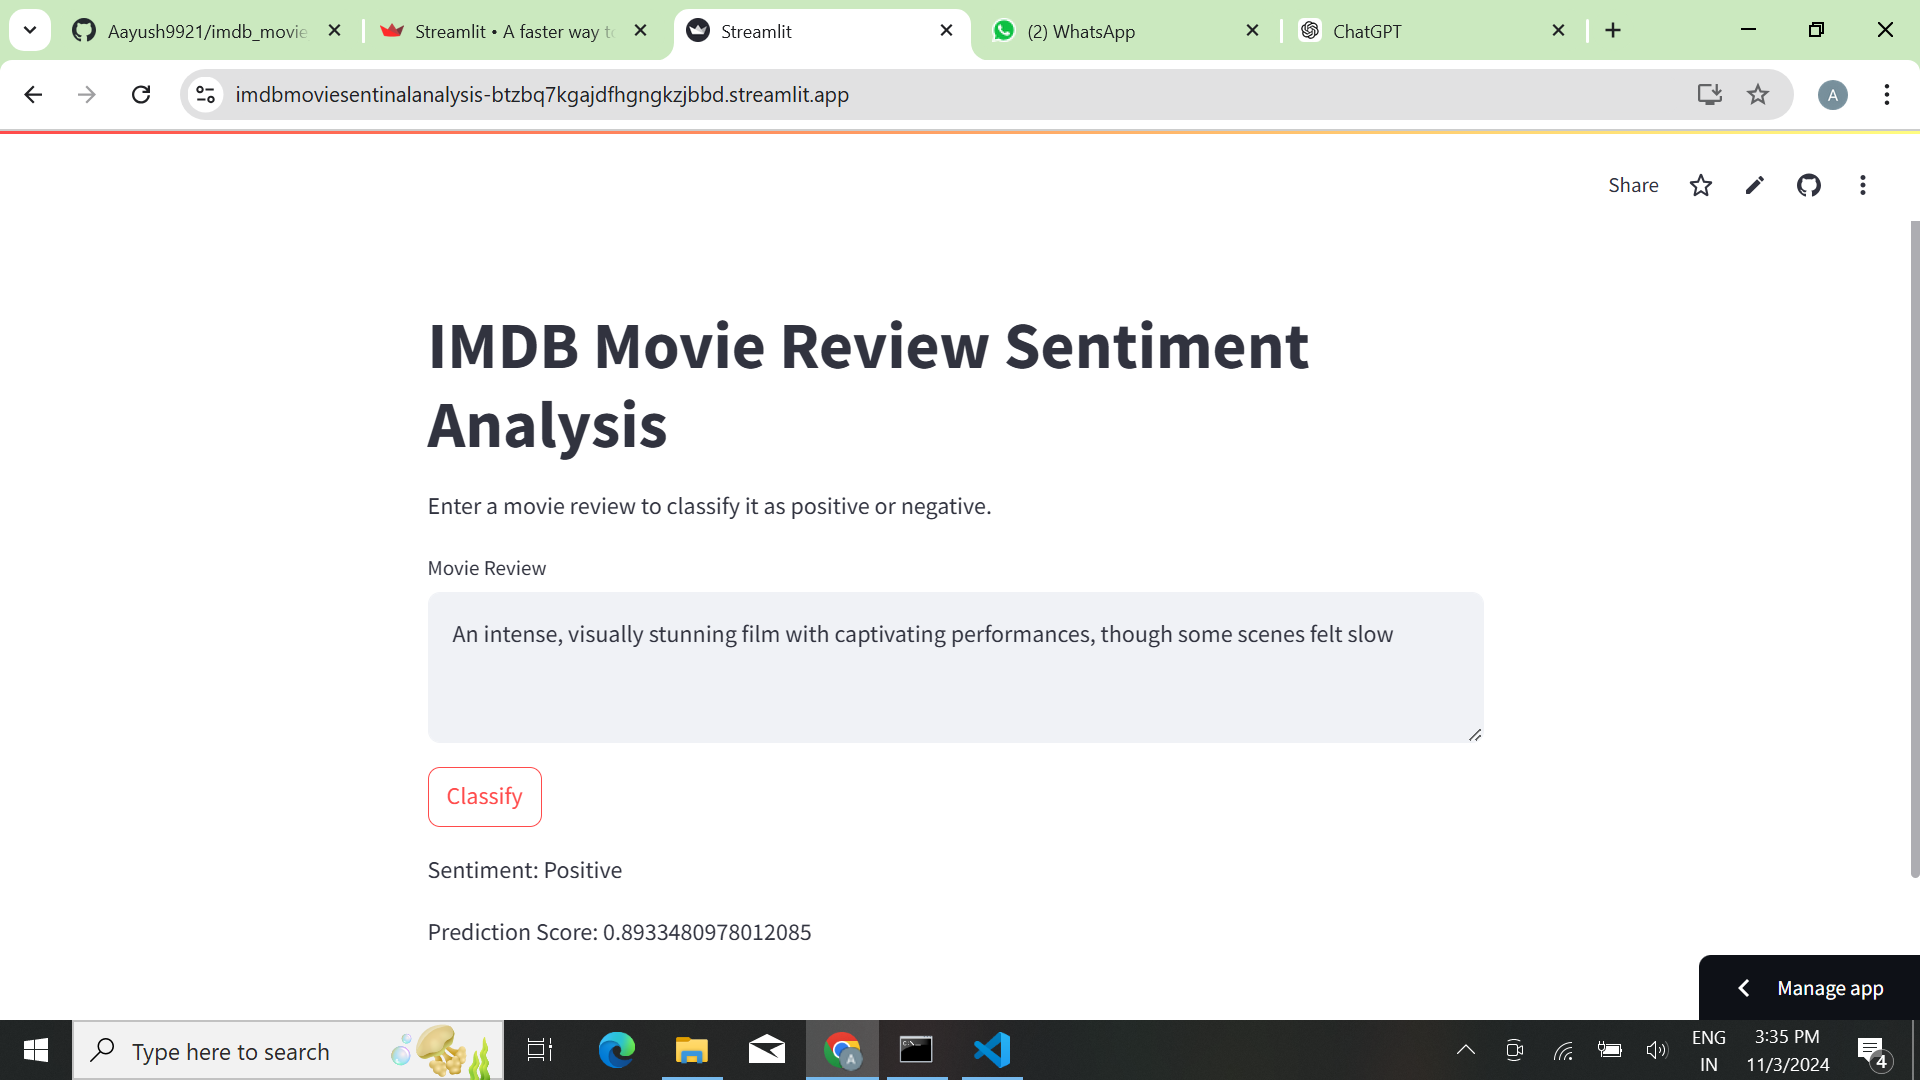 Aayush9921/imdb_movie
Streamlit • A faster way to
Streamlit
(2) WhatsApp
ChatGPT
imdbmoviesentinalanalysis-btzbq7kgajdfhgngkzjbbd.streamlit.app
A
Share
IMDB Movie Review Sentiment
Analysis
Enter a movie review to classify it as positive or negative.
Movie Review
An intense, visually stunning film with captivating performances, though some scenes felt slow
Classify
Sentiment: Positive
Prediction Score: 0.8933480978012085
Manage app
Type here to search
A
ENG
IN
3:35 PM
11/3/2024
4